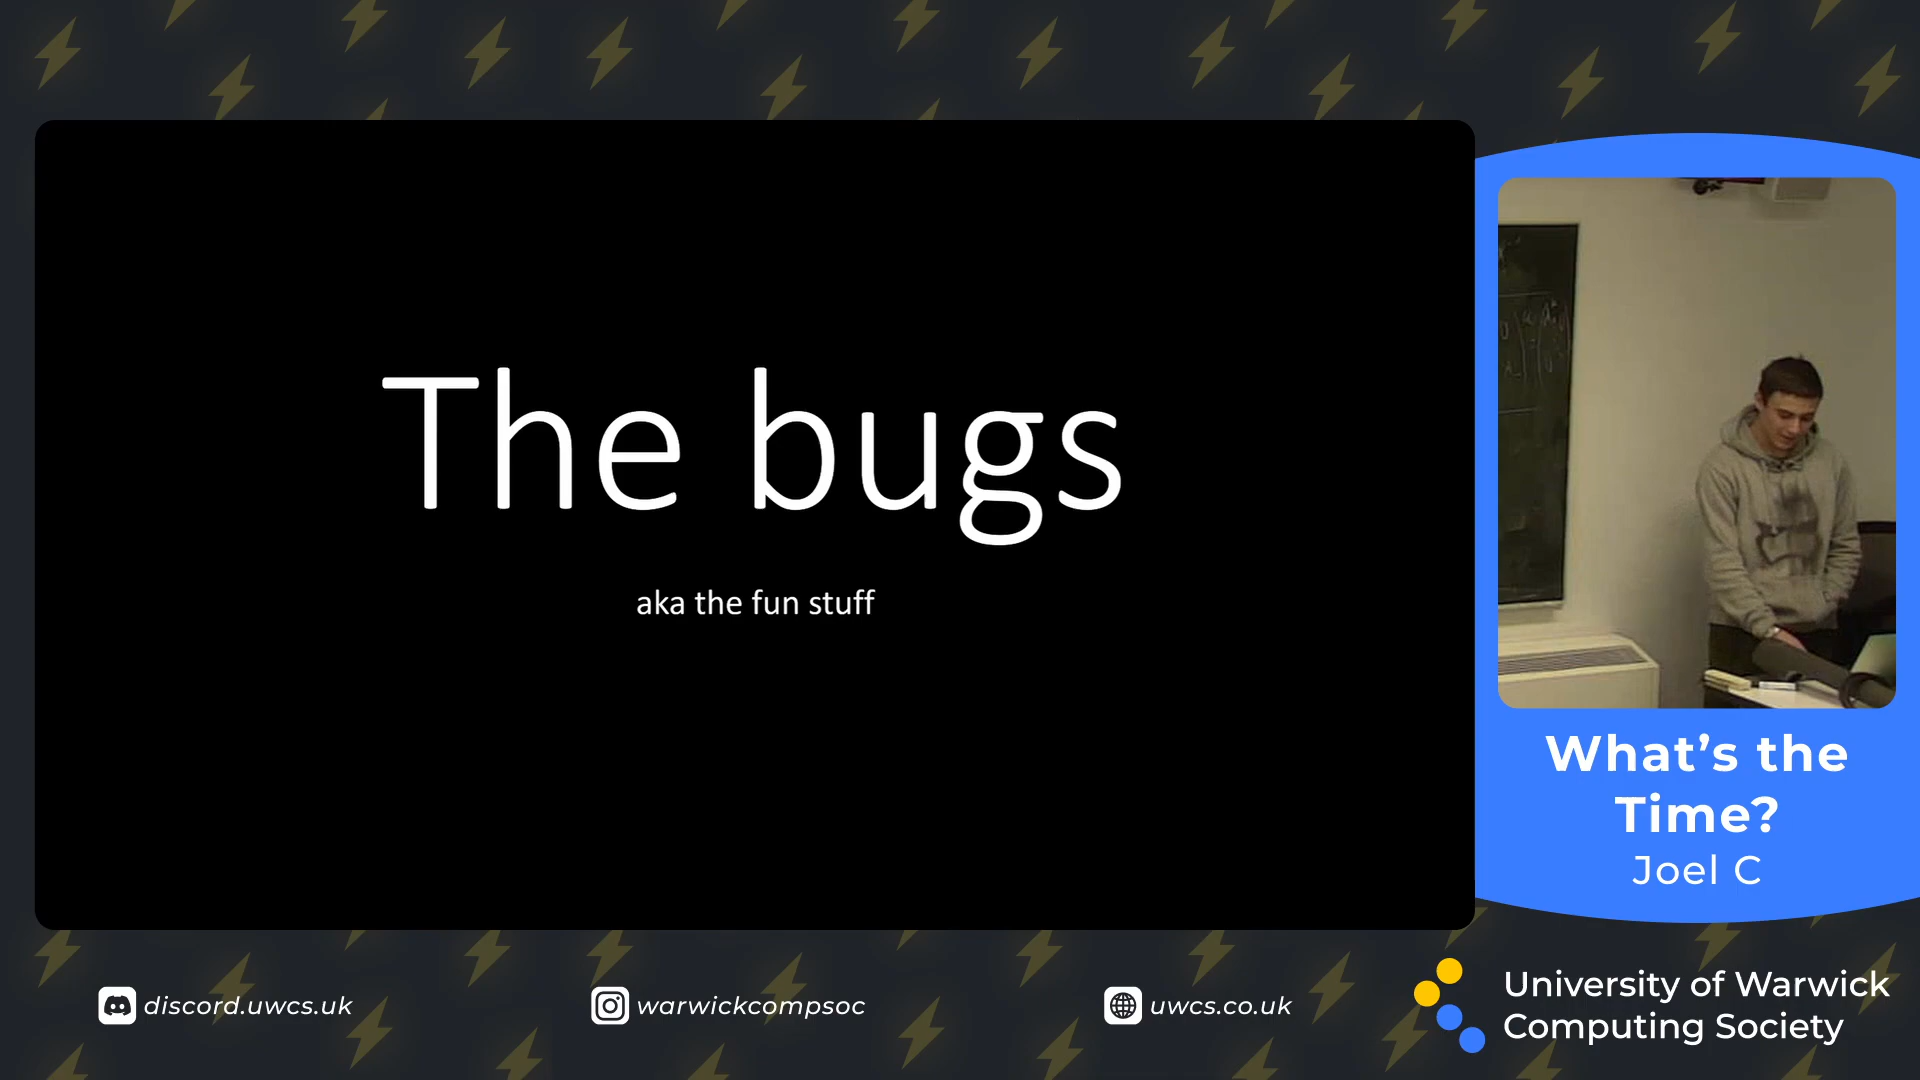 The bugs
aka the fun stuff
What's the
Time?
Joel C
discord.uwcs.uk
warwickcompsoc
uwcs.co.uk
University of Warwick
Computing Society